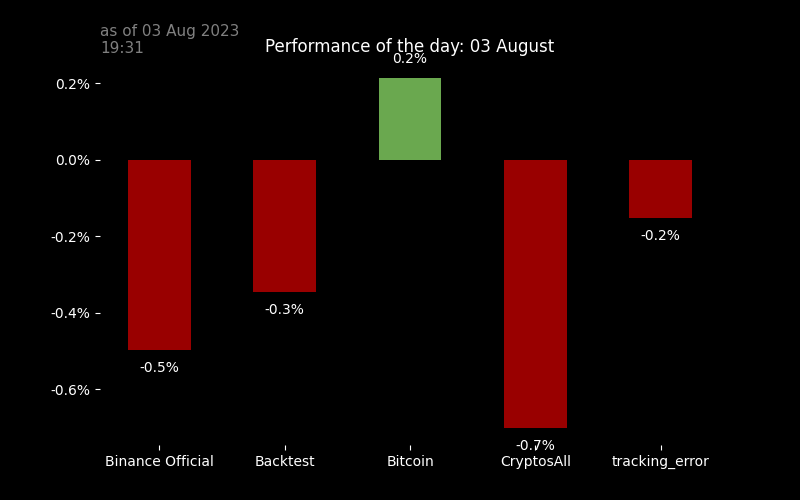 as of 03 Aug 2023
19:31
Performance of the day: 03 August
0.2%
0.2%
0.0%
-0.2%
-0.2%
-0.3%
-0.4%
-0.5%
-0.6%
-0.7%
Binance Official
Backtest
Bitcoin
CryptosAll
tracking_error